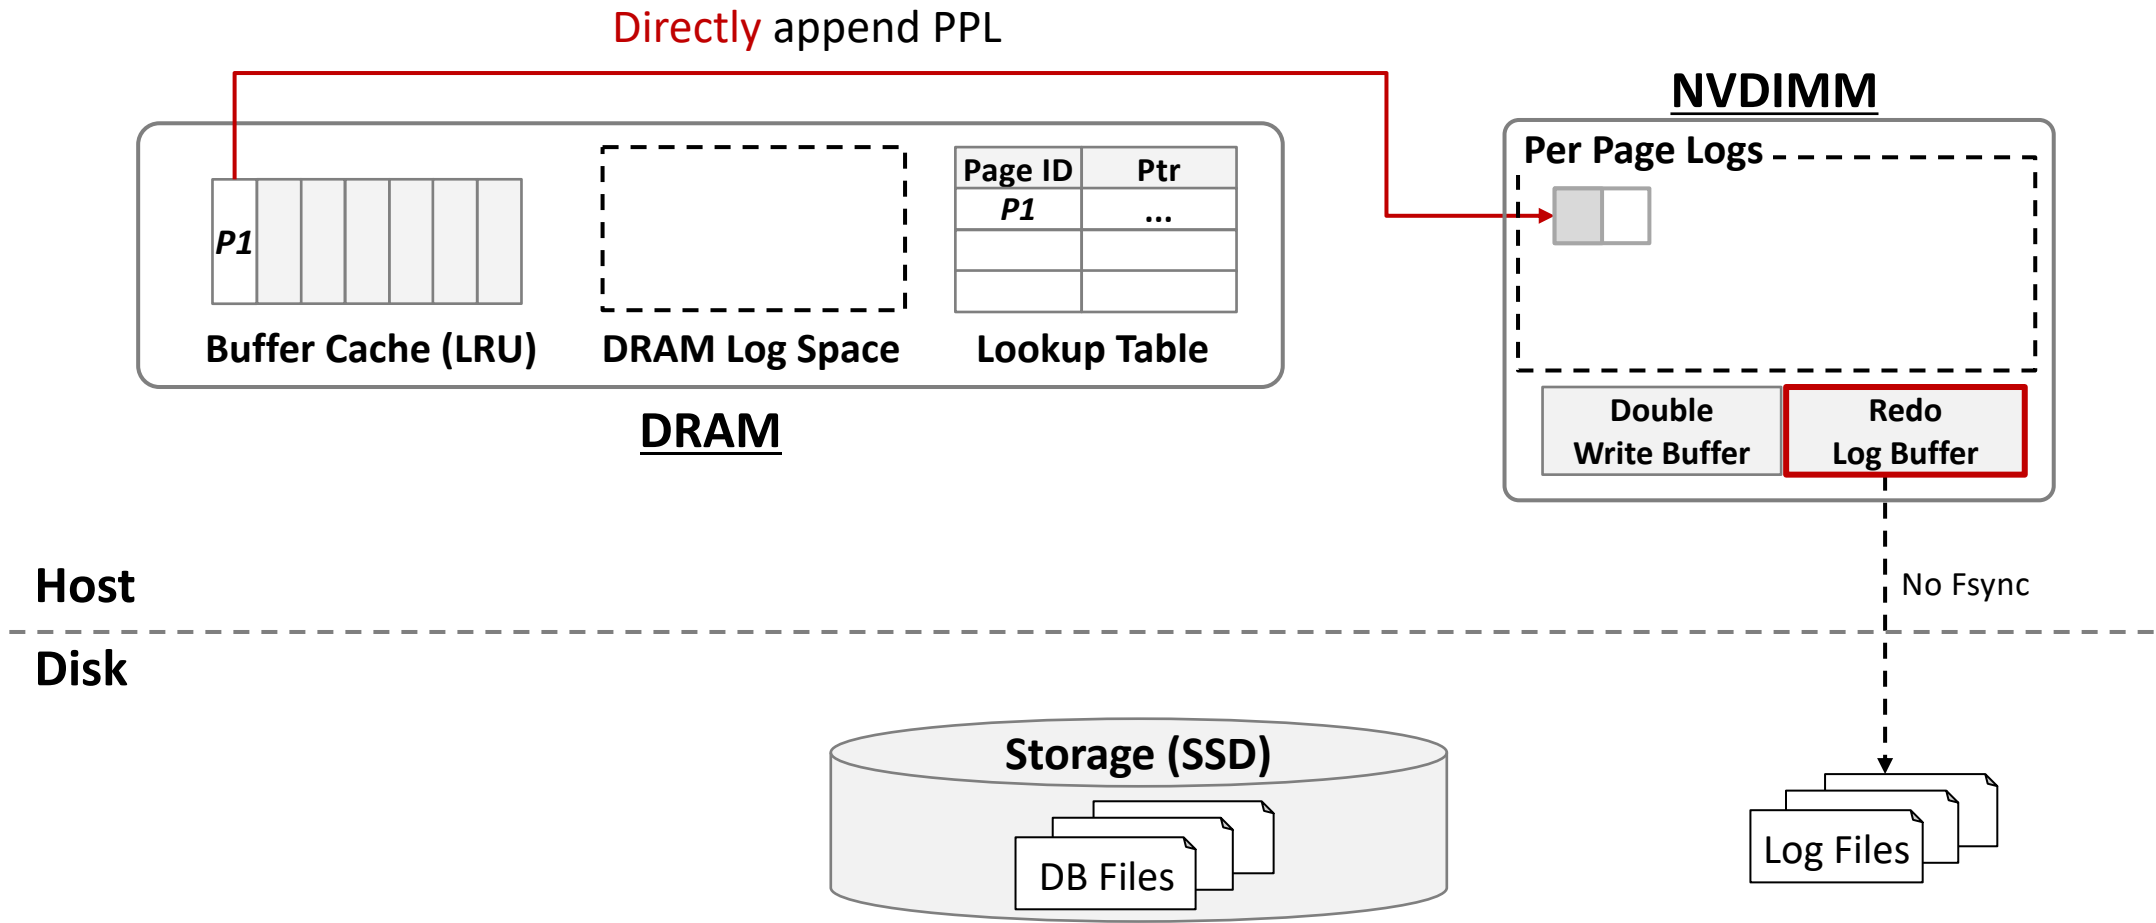 Directly append PPL
NVDIMM
Per Page Logs
Page ID Ptr
P1 ...
P1
Buffer Cache (LRU)
DRAM Log Space
Lookup Table
DRAM
Double
Write Buffer
Redo
Log Buffer
Host
No Fsync
Disk
Storage (SSD)
DB Files
Log Files